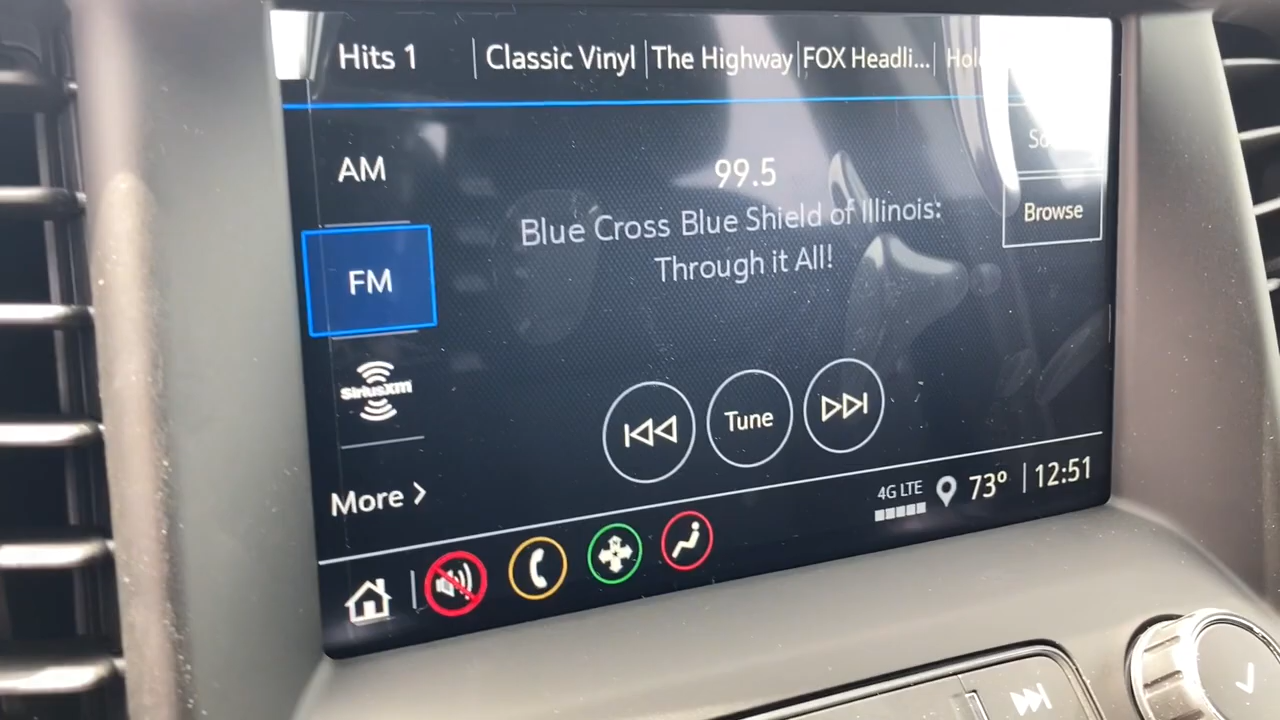 Hits 1
Classic Vinyl
The Highway
FOX Headli...
AM
99.5
Blue Cross Blue Shield of Illinois:
Through it All!
Browse
FM
SiriusXM
Tune
More
4G LTE
73°
12:51